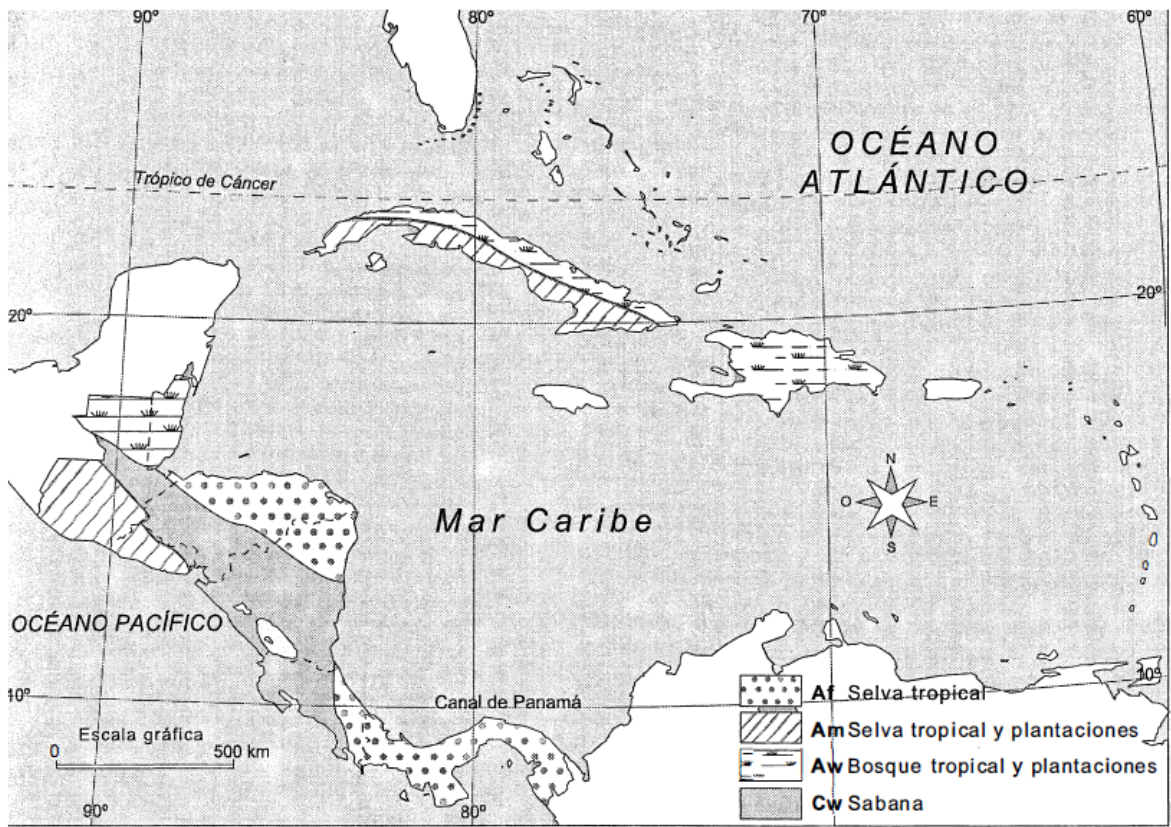 90º
80º
70º
60º
OCÉANO
ATLÁNTICO
Trópico de Cáncer
20º
20º
N
O
E
S
Mar Caribe
OCÉANO PACÍFICO
10º
10º
Canal de Panamá
Escala gráfica
0 500 km
Af Selva tropical
Am Selva tropical y plantaciones
Aw Bosque tropical y plantaciones
Cw Sabana
90º
80º
70º